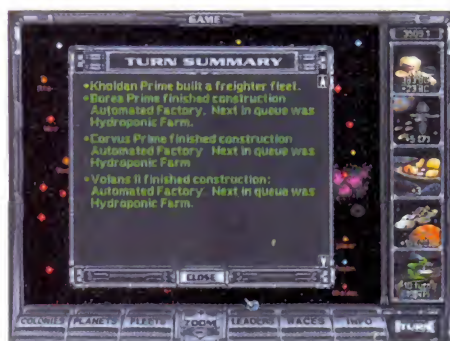 GAME
TURN SUMMARY
•Kholdan Prime built a freighter fleet.
•Borea Prime finished construction
Automated Factory. Next in queue was
Hydroponic Farm.
•Corvus Prime finished construction
Automated Factory Next in queue was
Hydroponic Farm
•Volans II finished construction:
Automated Factory. Next in queue was
Hydroponic Farm.
CLOSE
COLONIES PLANETS FLEETS ZOOM LEADERS RACES INFO TURN